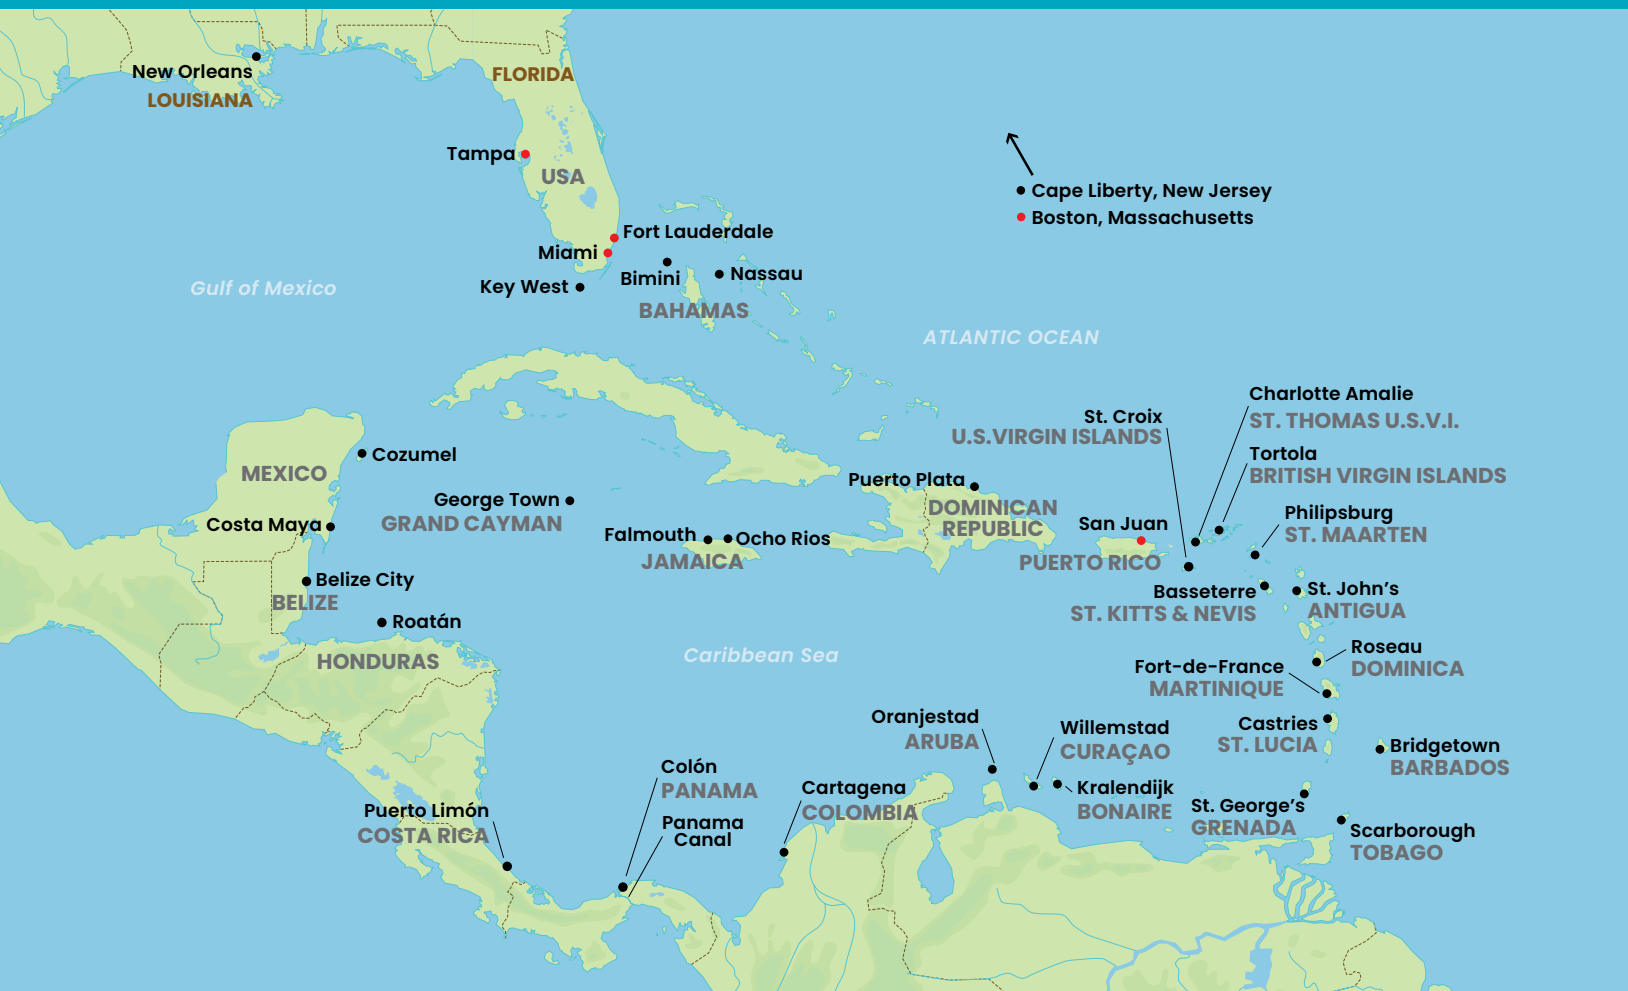 New Orleans
LOUISIANA
FLORIDA
Tampa
USA
Cape Liberty, New Jersey
Boston, Massachusetts
Fort Lauderdale
Miami
Bimini
Nassau
Key West
Gulf of Mexico
BAHAMAS
ATLANTIC OCEAN
Charlotte Amalie
ST. THOMAS U.S.V.I.
St. Croix
U.S.VIRGIN ISLANDS
Tortola
BRITISH VIRGIN ISLANDS
Cozumel
MEXICO
Puerto Plata
DOMINICAN
REPUBLIC
George Town
GRAND CAYMAN
Philipsburg
ST. MAARTEN
Costa Maya
San Juan
PUERTO RICO
Falmouth
Ocho Rios
JAMAICA
Belize City
BELIZE
Basseterre
ST. KITTS & NEVIS
St. John’s
ANTIGUA
Roatán
HONDURAS
Caribbean Sea
Roseau
DOMINICA
Fort-de-France
MARTINIQUE
Oranjestad
ARUBA
Willemstad
CURAÇAO
Castries
ST. LUCIA
Bridgetown
BARBADOS
Colón
PANAMA
Cartagena
COLOMBIA
Kralendijk
BONAIRE
St. George’s
GRENADA
Puerto Limón
COSTA RICA
Panama
Canal
Scarborough
TOBAGO